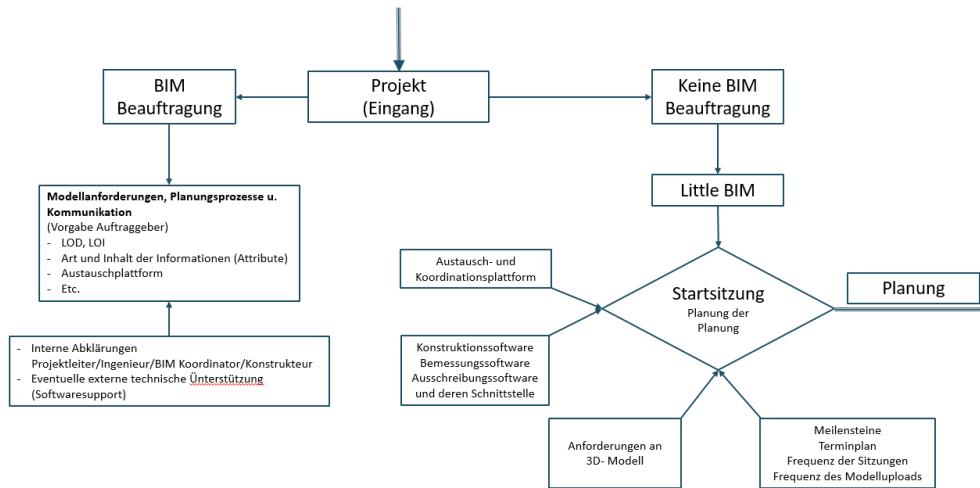 BIM
Beauftragung
Projekt
(Eingang)
Keine BIM
Beauftragung
Modellanforderungen, Planungsprozesse u.
Kommunikation
(Vorgabe Auftraggeber)
- LOD, LOI
- Art und Inhalt der Informationen (Attribute)
- Austauschplattform
- Etc.
- Interne Abklärungen
Projektleiter/Ingenieur/BIM Koordinator/Konstrukteur
- Eventuelle externe technische Ünterstützung
(Softwaresupport)
Little BIM
Austausch- und
Koordinationsplattform
Startsitzung
Planung der
Planung
Planung
Konstruktionssoftware
Bemessungssoftware
Ausschreibungssoftware
und deren Schnittstelle
Anforderungen an
3D- Modell
Meilensteine
Terminplan
Frequenz der Sitzungen
Frequenz des Modelluploads